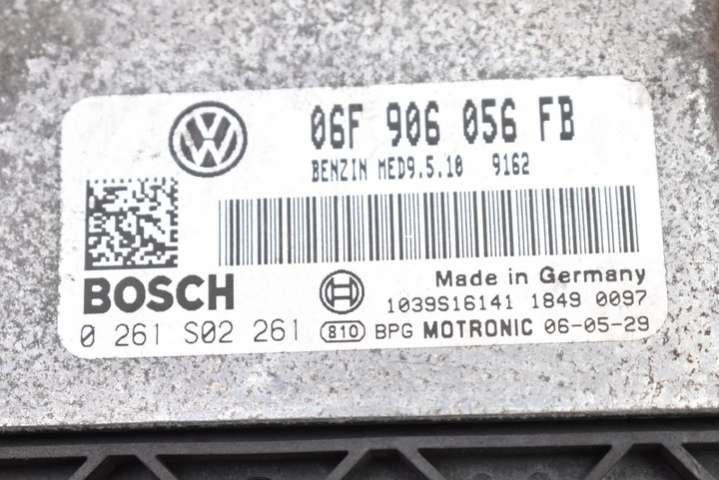 06F 906 056 FB
BENZIN MED9.5.10 9162
BOSCH
Made in Germany
1039S16141 1849 0097
0 261 S02 261 810 BPG MOTRONIC 06-05-29